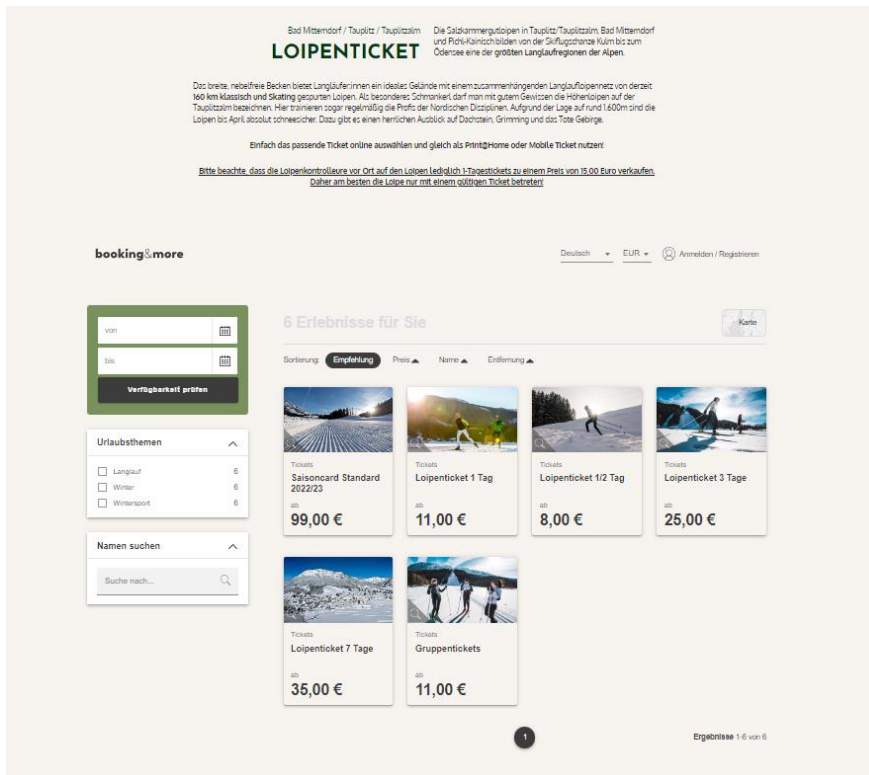 Bad Mitterndorf / Tauplitz / Tauplitzalm
LOIPENTICKET
Die Salzkammergutloipen in Tauplitz/Tauplitzalm, Bad Mitterndorf
und Pichl-Kainisch bilden von der Skiflugschanze Kulm bis zum
Ödensee eine der größten Langlaufregionen der Alpen.
Das breite, nebelfreie Becken bietet Langläufer:innen ein ideales Gelände mit einem zusammenhängenden Langlaufloipennetz von derzeit
160 km klassisch und Skating gespurten Loipen. Als besonderes Schmankerl darf man mit gutem Gewissen die Höhenloipen auf der
Tauplitzalm bezeichnen. Hier trainieren sogar regelmäßig die Profis der Nordischen Disziplinen. Aufgrund der Lage auf rund 1.600m sind die
Loipen bis April absolut schneesicher. Dazu gibt es einen herrlichen Ausblick auf Dachstein, Grimming und das Tote Gebirge.
Einfach das passende Ticket online auswählen und gleich als Print@Home oder Mobile Ticket nutzen!
Bitte beachte, dass die Loipenkontrolleure vor Ort auf den Loipen lediglich 1-Tagestickets zu einem Preis von 15,00 Euro verkaufen.
Daher am besten die Loipe nur mit einem gültigen Ticket betreten!
booking&more
Deutsch
EUR
Anmelden / Registrieren
von
bis
Verfügbarkeit prüfen
Urlaubsthemen
Langlauf 6
Winter 6
Wintersport 6
Namen suchen
Suche nach...
6 Erlebnisse für Sie
Karte
Sortierung: Empfehlung Preis Name Entfernung
Tickets
Saisoncard Standard
2022/23
ab
99,00 €
Tickets
Loipenticket 1 Tag
ab
11,00 €
Tickets
Loipenticket 1/2 Tag
ab
8,00 €
Tickets
Loipenticket 3 Tage
ab
25,00 €
Tickets
Loipenticket 7 Tage
ab
35,00 €
Tickets
Gruppentickets
ab
11,00 €
1
Ergebnisse 1-6 von 6